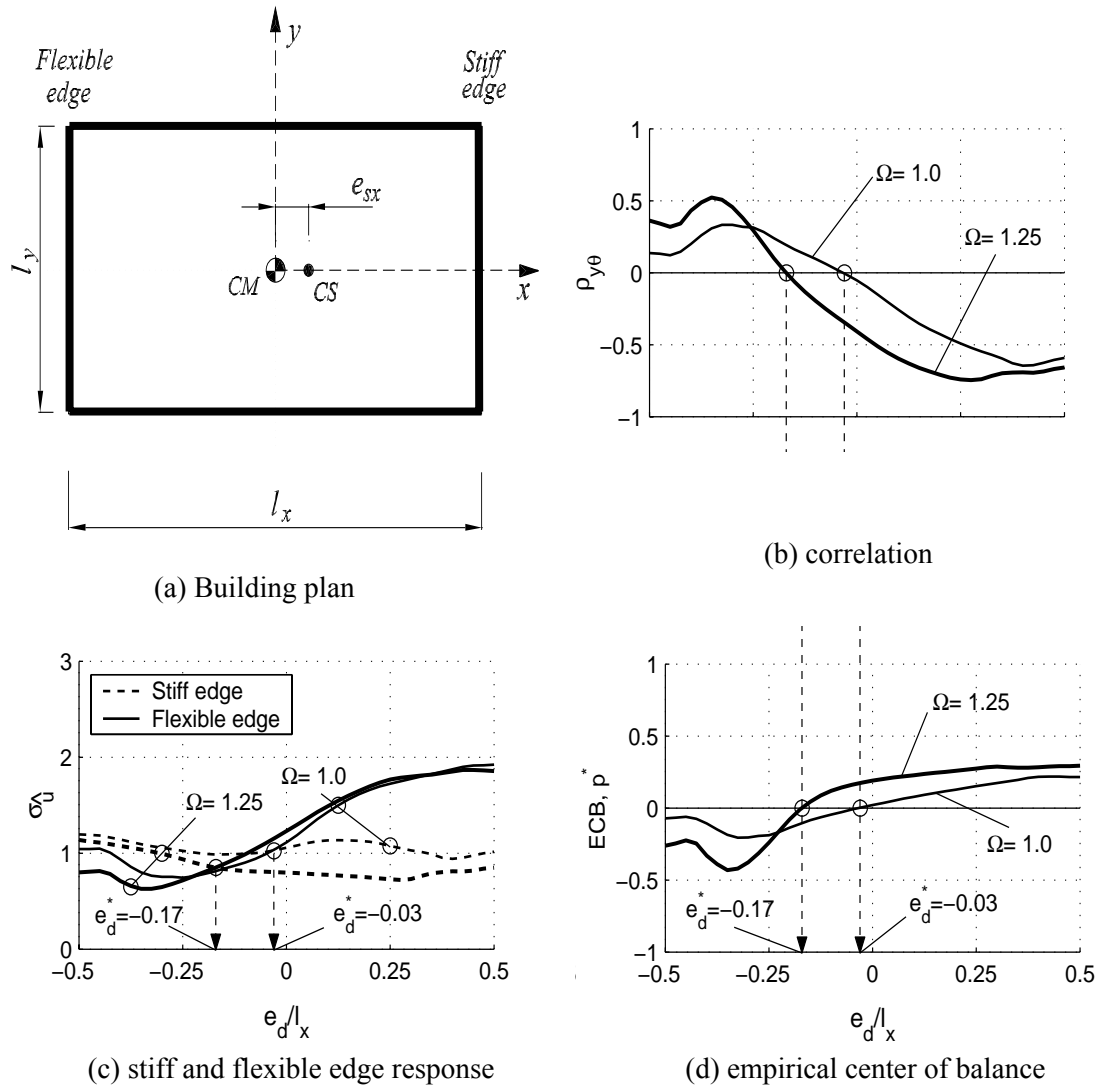 y
Flexible
edge
Stiff
edge
e_sx
l_y
CM
CS
x
l_x
(a) Building plan
1
0.5
0
−0.5
−1
ρ_yθ
Ω= 1.0
Ω= 1.25
(b) correlation
3
2
1
0
σ_û
Stiff edge
Flexible edge
Ω= 1.25
Ω= 1.0
e_d^*=−0.17
e_d^*=−0.03
−0.5
−0.25
0
0.25
0.5
e_d/l_x
(c) stiff and flexible edge response
1
0.5
0
−0.5
−1
ECB, p^*
Ω= 1.25
Ω= 1.0
e_d^*=−0.17
e_d^*=−0.03
−0.5
−0.25
0
0.25
0.5
e_d/l_x
(d) empirical center of balance